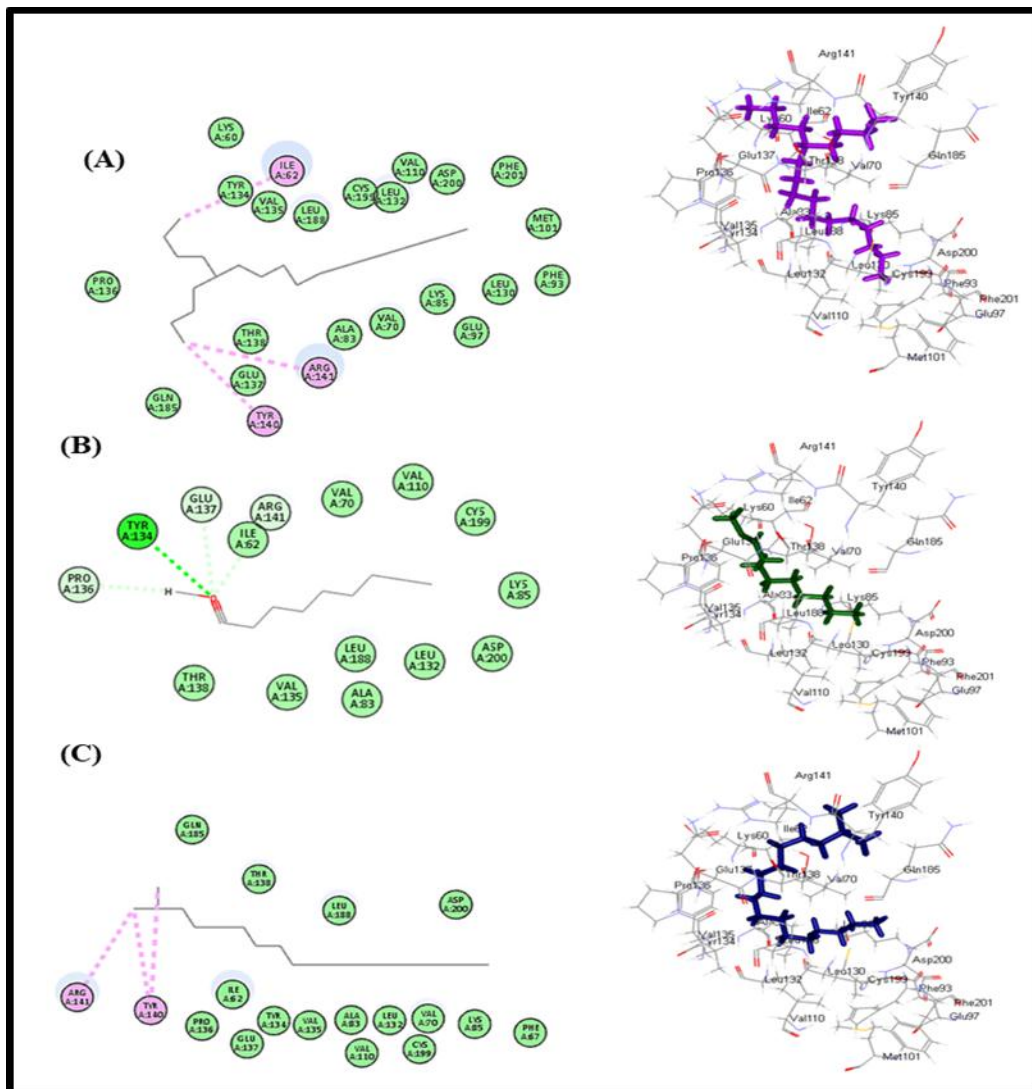 (A)
LYS
A:60
ILE
A:62
TYR
A:134
VAL
A:135
LEU
A:188
CYS
A:199
LEU
A:132
VAL
A:110
ASP
A:200
PHE
A:201
MET
A:101
PRO
A:136
PHE
A:93
LEU
A:130
LYS
A:85
GLU
A:97
VAL
A:70
ALA
A:83
THR
A:138
GLU
A:137
ARG
A:141
GLN
A:185
TYR
A:140
Arg141
Tyr140
Ile62
Lys60
Glu137
Thr138
Val70
Gln185
Pro136
Lys85
Val135
Tyr134
Leu188
Asp200
Leu132
Leu130
Cys199
Phe93
Phe201
Glu97
Val110
Met101
(B)
GLU
A:137
ARG
A:141
VAL
A:70
VAL
A:110
CYS
A:199
TYR
A:134
ILE
A:62
PRO
A:136
H
O
LYS
A:85
LEU
A:188
LEU
A:132
ASP
A:200
THR
A:138
VAL
A:135
ALA
A:83
Arg141
Tyr140
Ile62
Lys60
Thr138
Val70
Gln185
Pro136
Lys85
Val135
Tyr134
Leu188
Asp200
Leu132
Leu130
Cys199
Phe93
Phe201
Glu97
Val110
Met101
(C)
GLN
A:185
THR
A:138
LEU
A:188
ASP
A:200
ARG
A:141
TYR
A:140
ILE
A:62
PRO
A:136
GLU
A:137
TYR
A:134
VAL
A:135
ALA
A:83
VAL
A:110
LEU
A:132
CYS
A:199
VAL
A:70
LYS
A:85
PHE
A:67
Arg141
Tyr140
Lys60
Thr138
Val70
Gln185
Pro136
Val135
Tyr134
Asp200
Leu132
Leu130
Cys199
Phe93
Phe201
Glu97
Val110
Met101